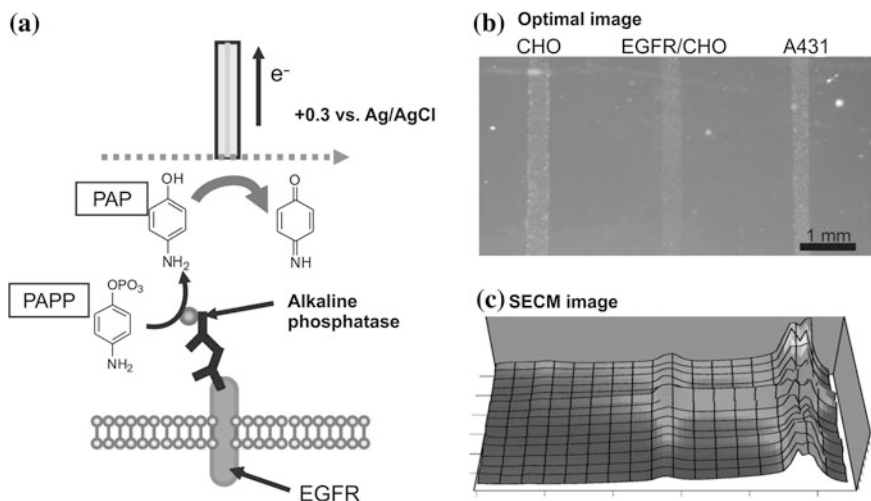 (a)
e⁻
+0.3 vs. Ag/AgCl
PAP
OH
NH₂
O
NH
PAPP
OPO₃
NH₂
Alkaline
phosphatase
EGFR
(b) Optimal image
CHO EGFR/CHO A431
1 mm
(c) SECM image